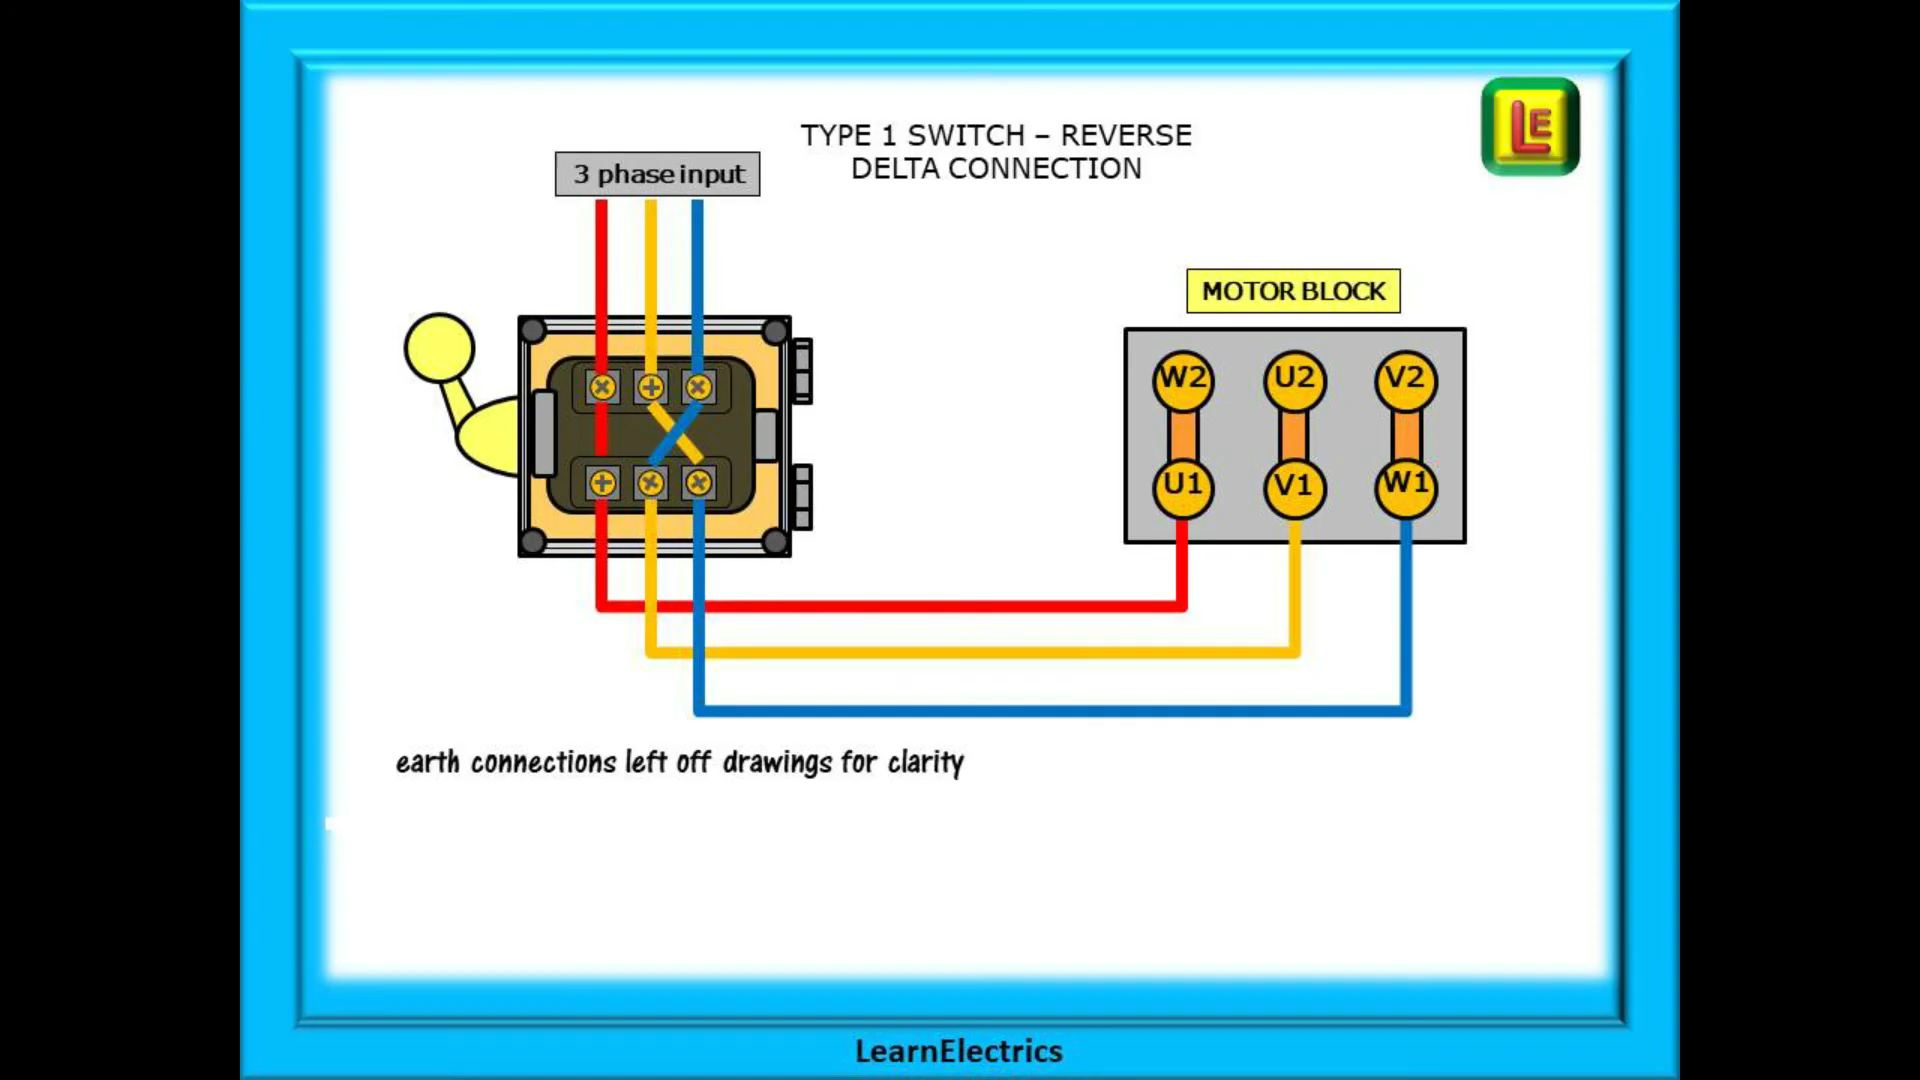 TYPE 1 SWITCH – REVERSE
DELTA CONNECTION
LE
3 phase input
MOTOR BLOCK
W2 U2 V2
U1 V1 W1
earth connections left off drawings for clarity
LearnElectrics